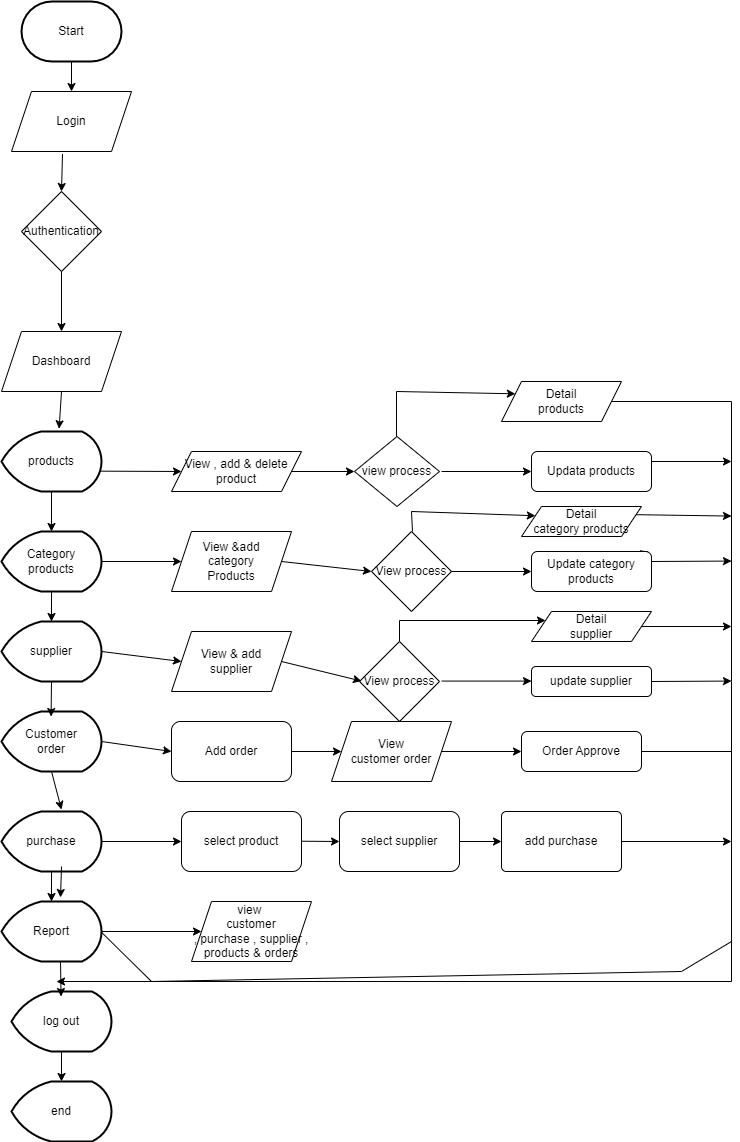 Start
Login
Authentication
Dashboard
Detail
products
products
View , add & delete
product
view process
Updata products
Detail
category products
Category
products
View &add
category
Products
View process
Update category
products
Detail
supplier
supplier
View & add
supplier
View process
update supplier
Customer
order
Add order
View
customer order
Order Approve
purchase
select product
select supplier
add purchase
Report
view
customer
, purchase , supplier ,
products & orders
log out
end